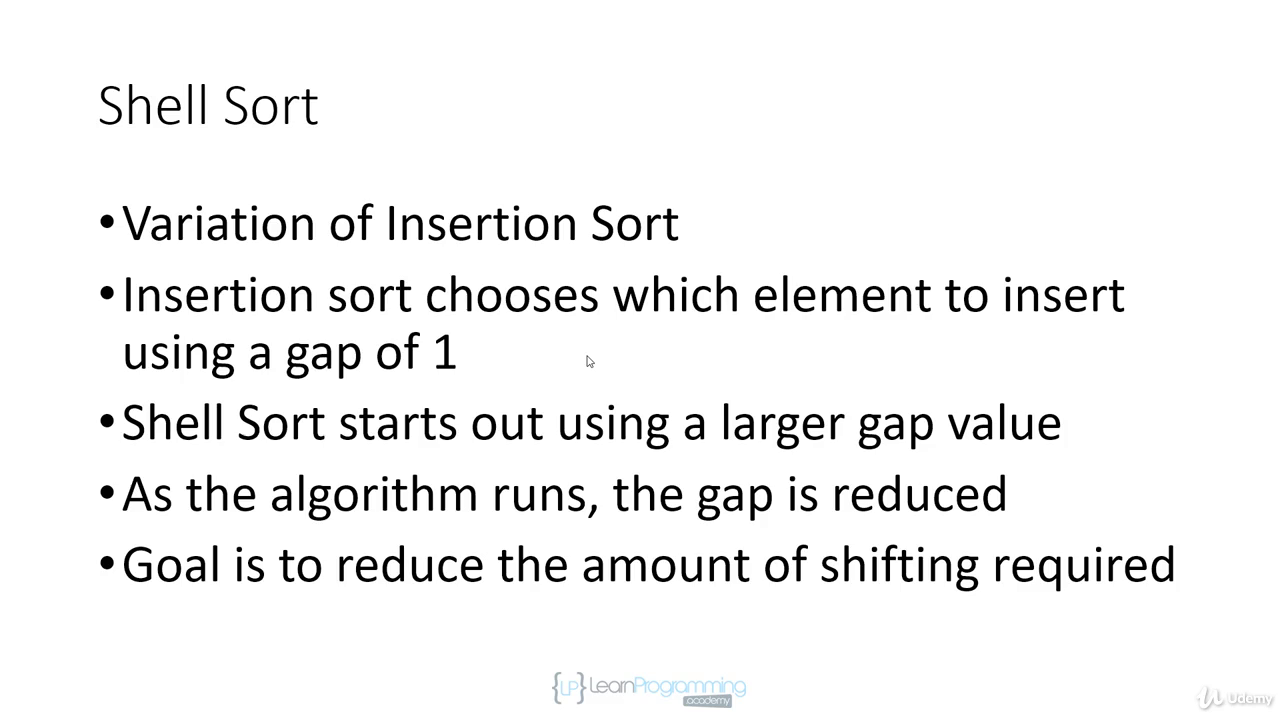 Shell Sort
•Variation of Insertion Sort
•Insertion sort chooses which element to insert
using a gap of 1
•Shell Sort starts out using a larger gap value
•As the algorithm runs, the gap is reduced
•Goal is to reduce the amount of shifting required
{LP} LearnProgramming
.academy
Udemy